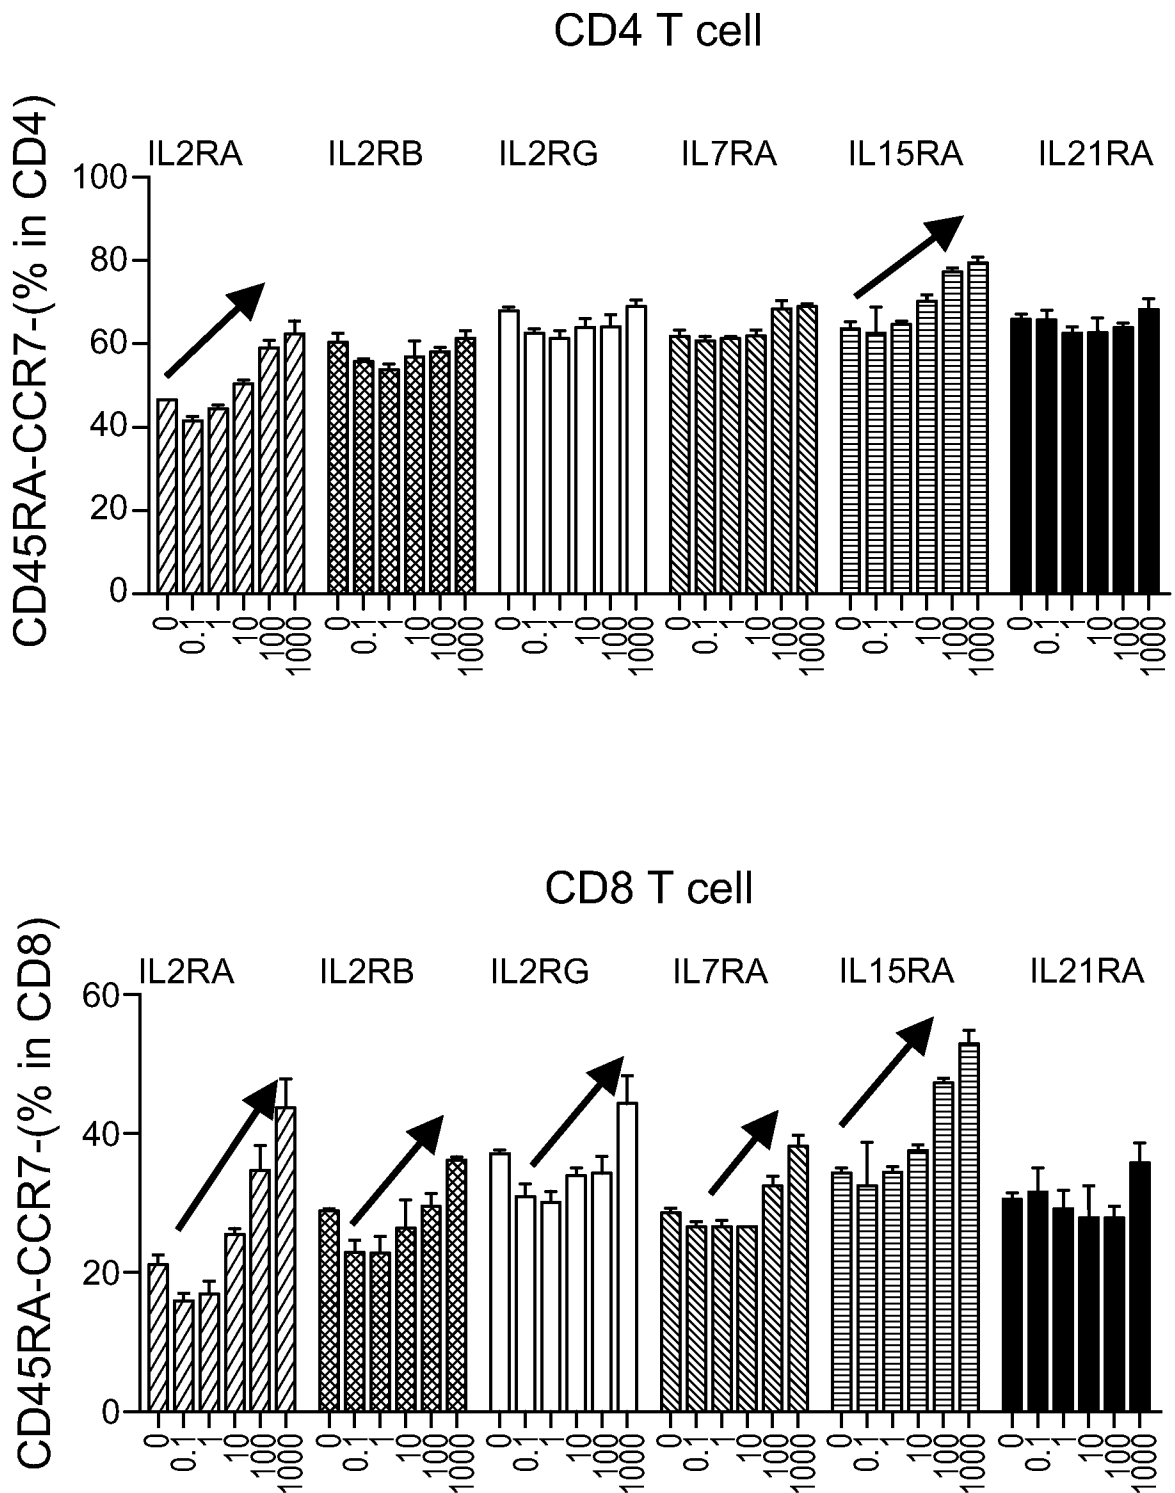 CD4 T cell
IL2RA IL2RB IL2RG IL7RA IL15RA IL21RA
CD45RA-CCR7-(% in CD4)
100
80
60
40
20
0
0 0.1 1 10 100 1000 0 0.1 1 10 100 1000 0 0.1 1 10 100 1000 0 0.1 1 10 100 1000 0 0.1 1 10 100 1000 0 0.1 1 10 100 1000
CD8 T cell
IL2RA IL2RB IL2RG IL7RA IL15RA IL21RA
CD45RA-CCR7-(% in CD8)
60
40
20
0
0 0.1 1 10 100 1000 0 0.1 1 10 100 1000 0 0.1 1 10 100 1000 0 0.1 1 10 100 1000 0 0.1 1 10 100 1000 0 0.1 1 10 100 1000